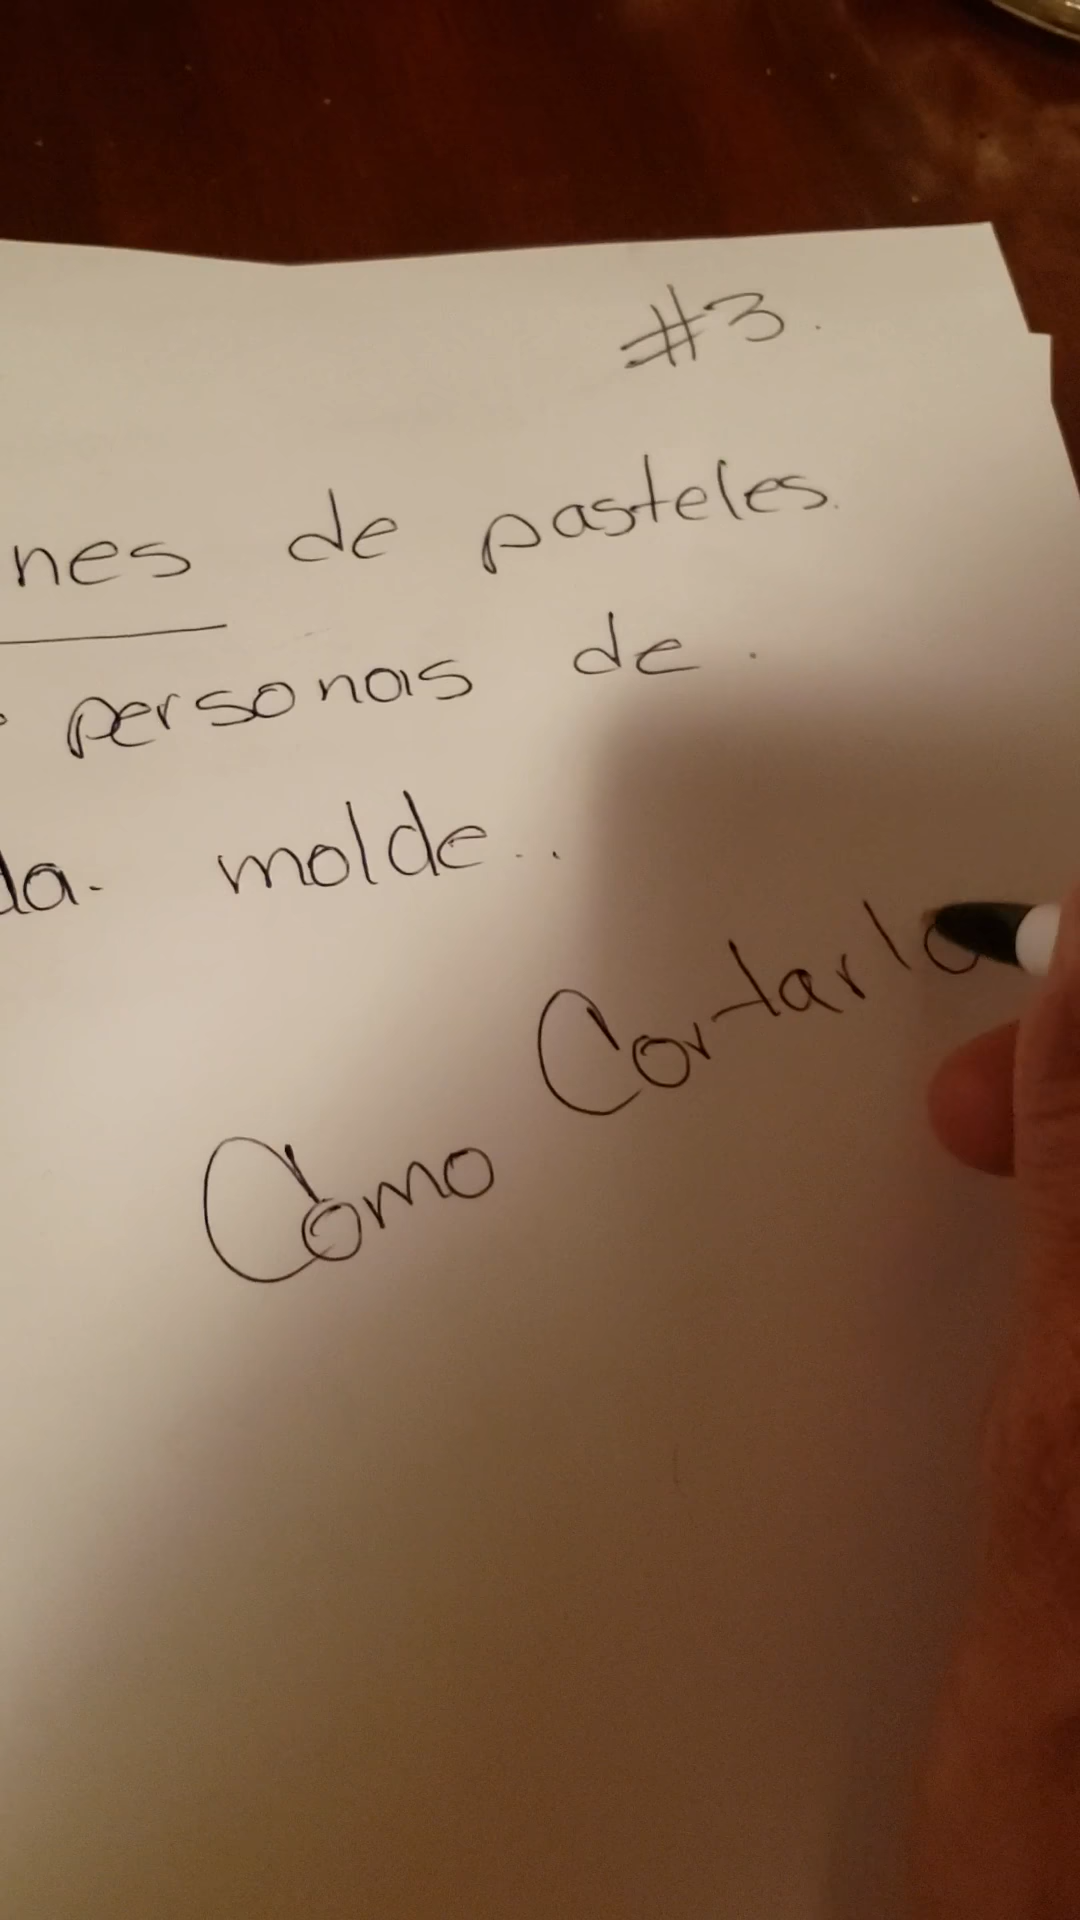 #3.
nes de pasteles.
personas de.
da. molde..
Como Cortarlo